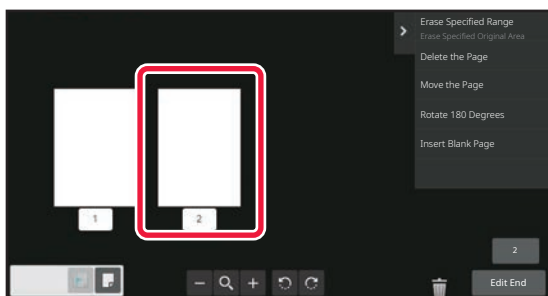 Erase Specified Range
Erase Specified Original Area
Delete the Page
Move the Page
Rotate 180 Degrees
Insert Blank Page
1
2
2
Edit End